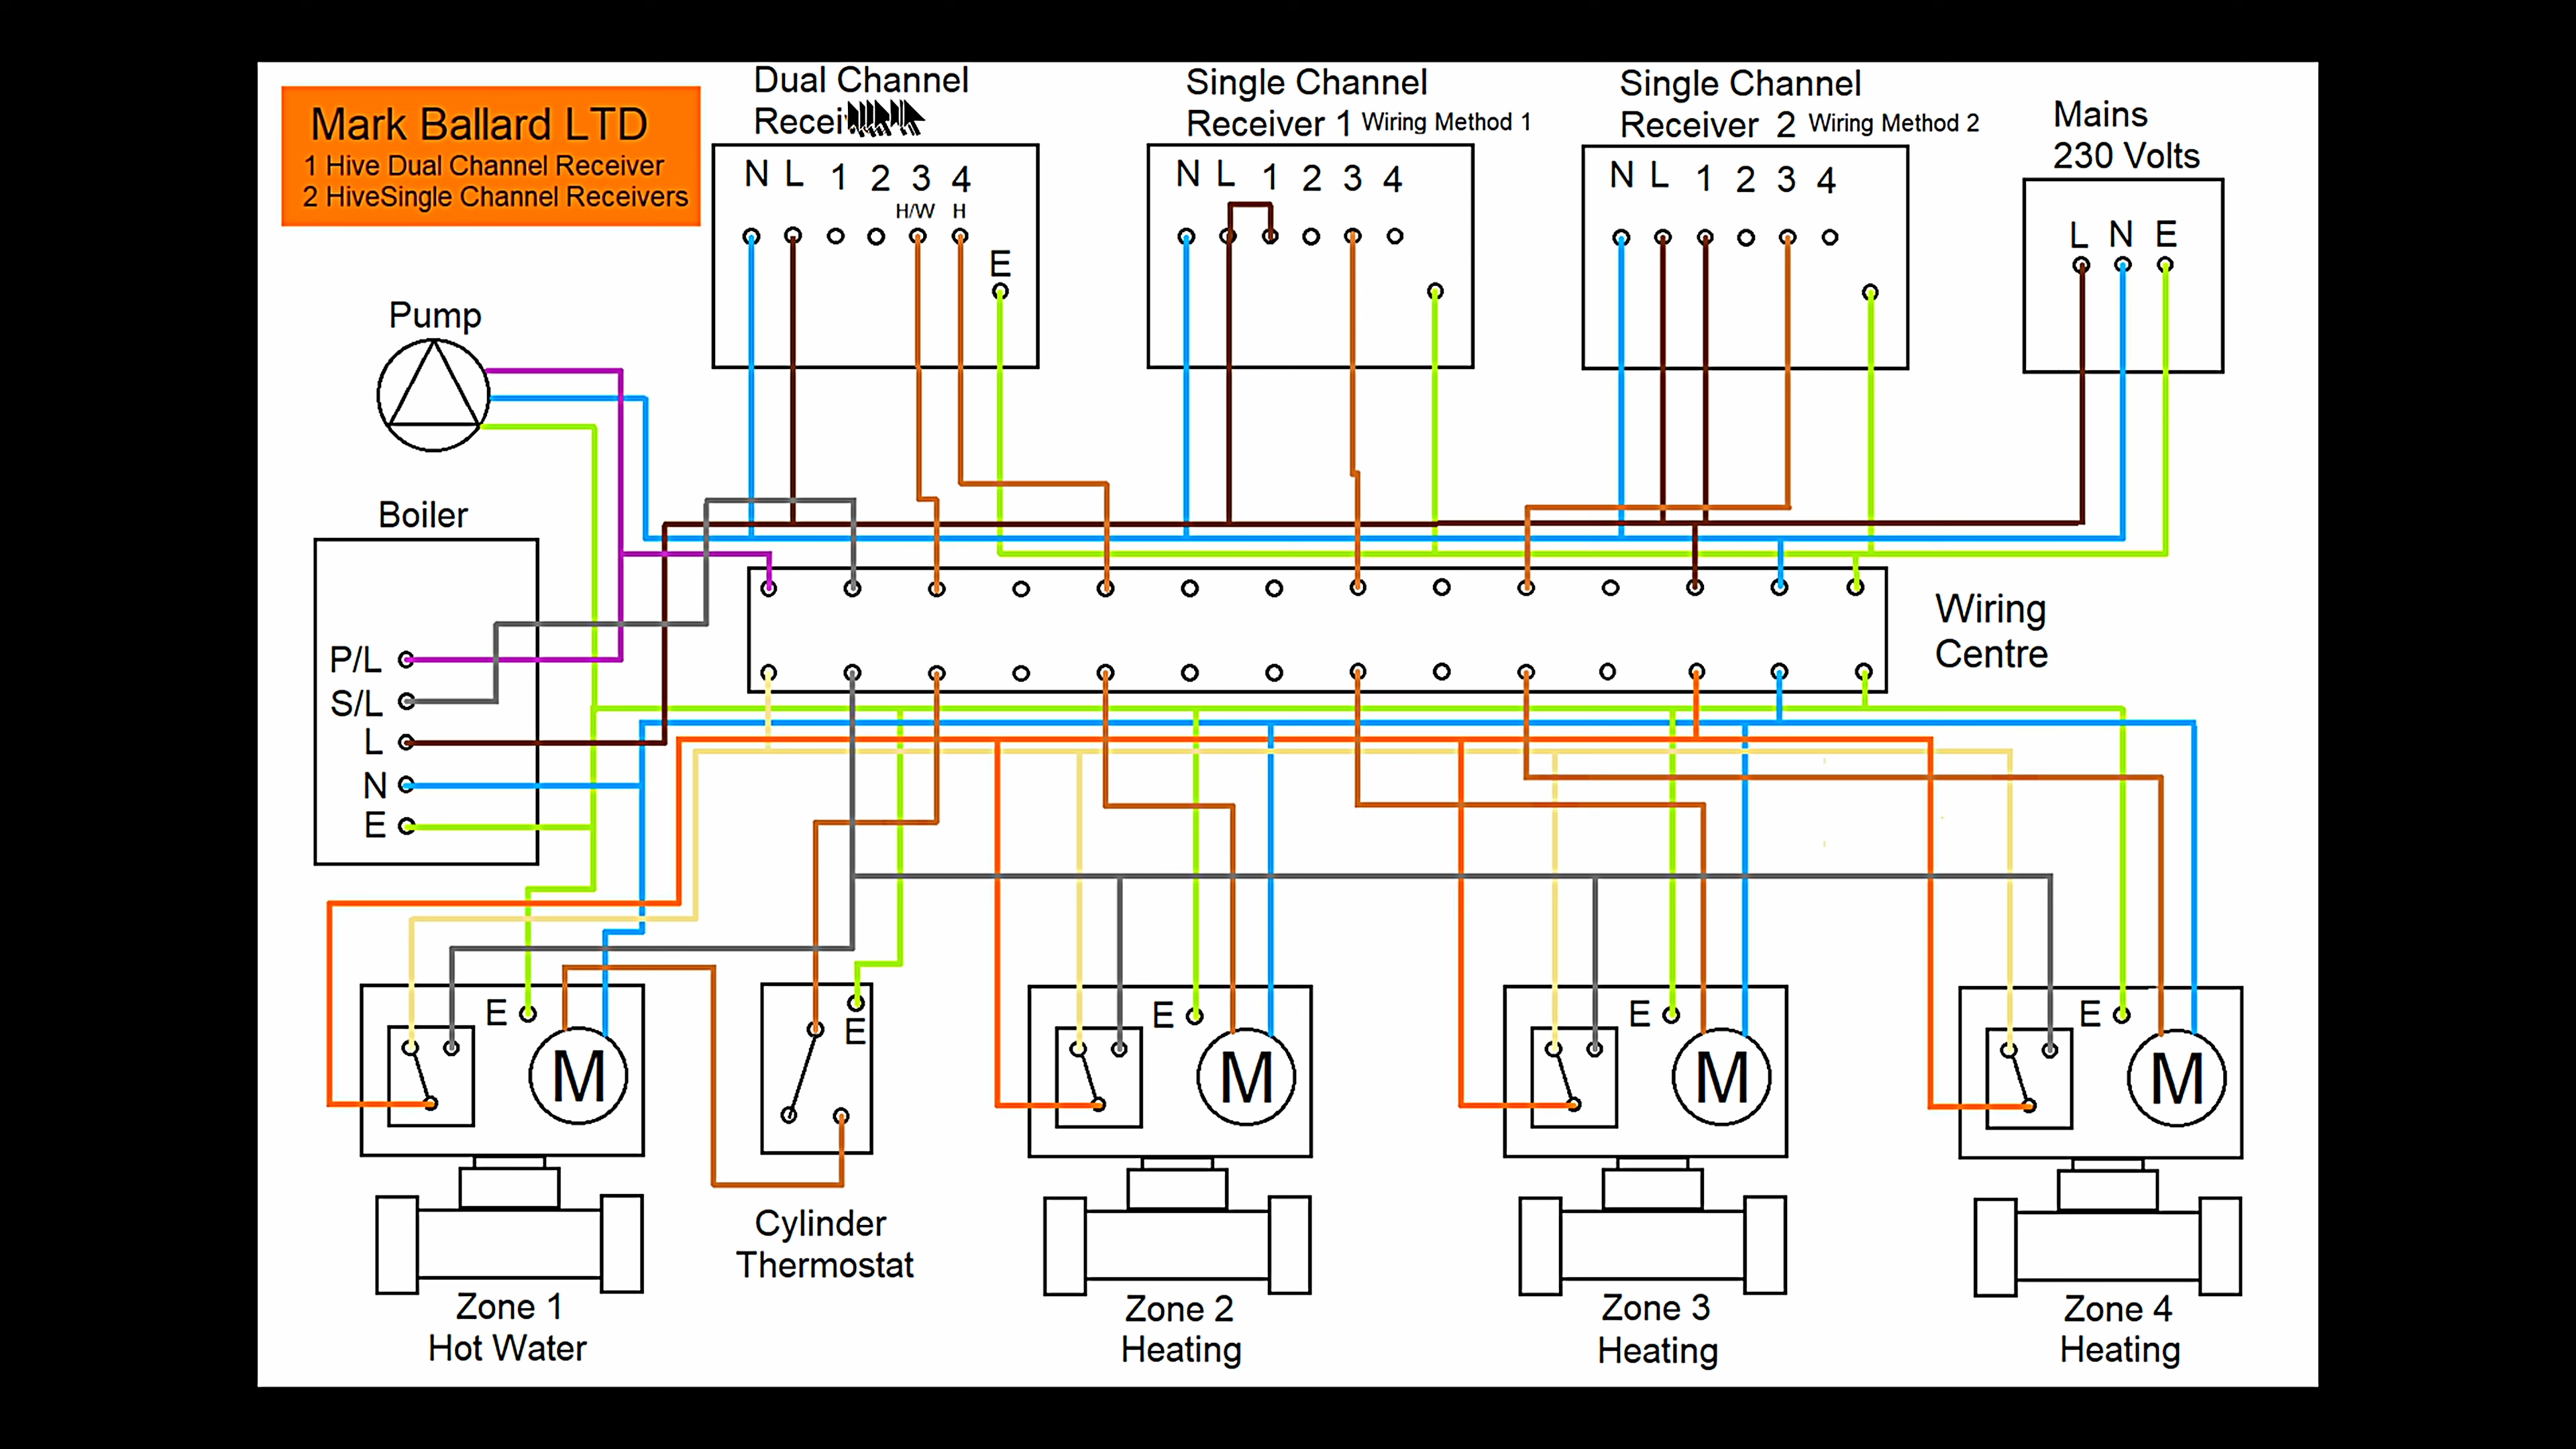 Mark Ballard LTD
1 Hive Dual Channel Receiver
2 HiveSingle Channel Receivers
Dual Channel
N L 1 2 3 4
H/W H
E
Single Channel
Receiver 1 Wiring Method 1
N L 1 2 3 4
Single Channel
Receiver 2 Wiring Method 2
N L 1 2 3 4
Mains
230 Volts
L N E
Pump
Boiler
P/L
S/L
L
N
E
Wiring
Centre
E
M
Zone 1
Hot Water
E
Cylinder
Thermostat
E
M
Zone 2
Heating
E
M
Zone 3
Heating
E
M
Zone 4
Heating